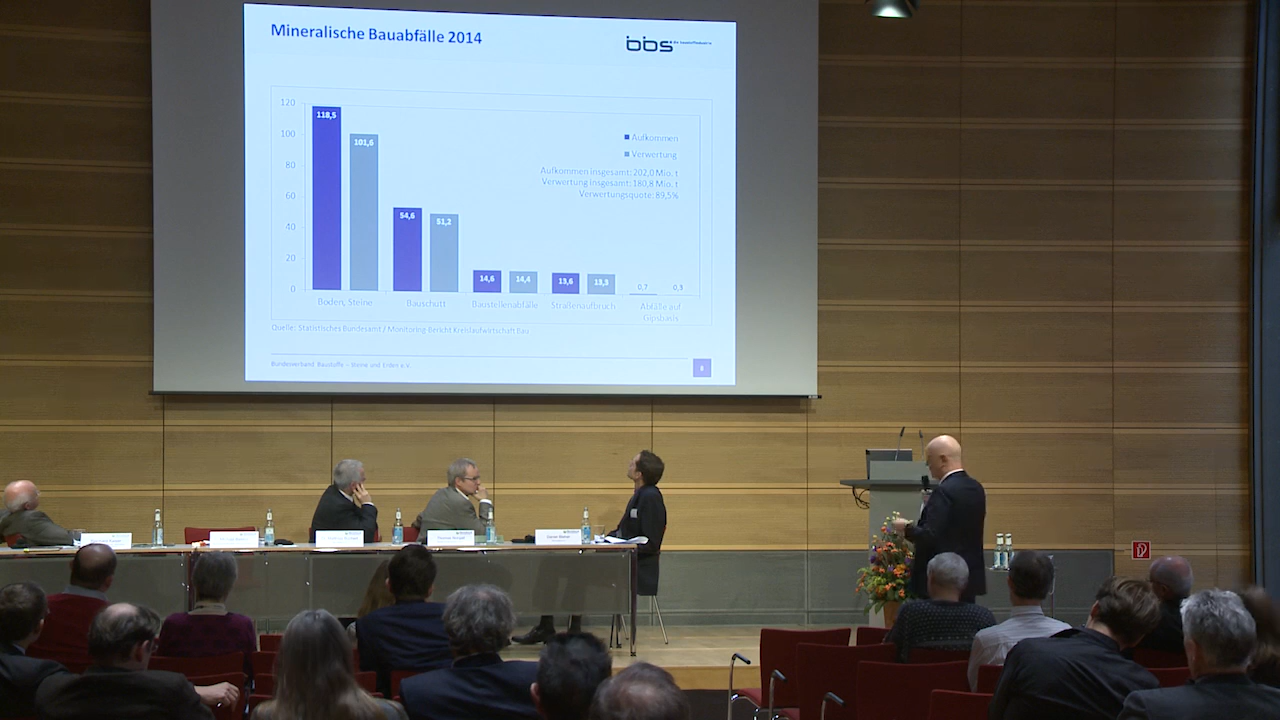 Mineralische Bauabfälle 2014
bbs
120
100
80
60
40
20
0
118,5
101,6
54,6
51,2
14,6
14,4
13,6
13,3
0,7
0,3
Aufkommen
Verwertung
Aufkommen insgesamt: 202,0 Mio. t
Verwertung insgesamt: 180,8 Mio. t
Verwertungsquote: 89,5%
Boden, Steine
Bauschutt
Baustellenabfälle
Straßenaufbruch
Abfälle auf
Gipsbasis
Quelle: Statistisches Bundesamt / Monitoring Bericht Kreislaufwirtschaft Bau
Bundesverband Baustoffe – Steine und Erden e.V.